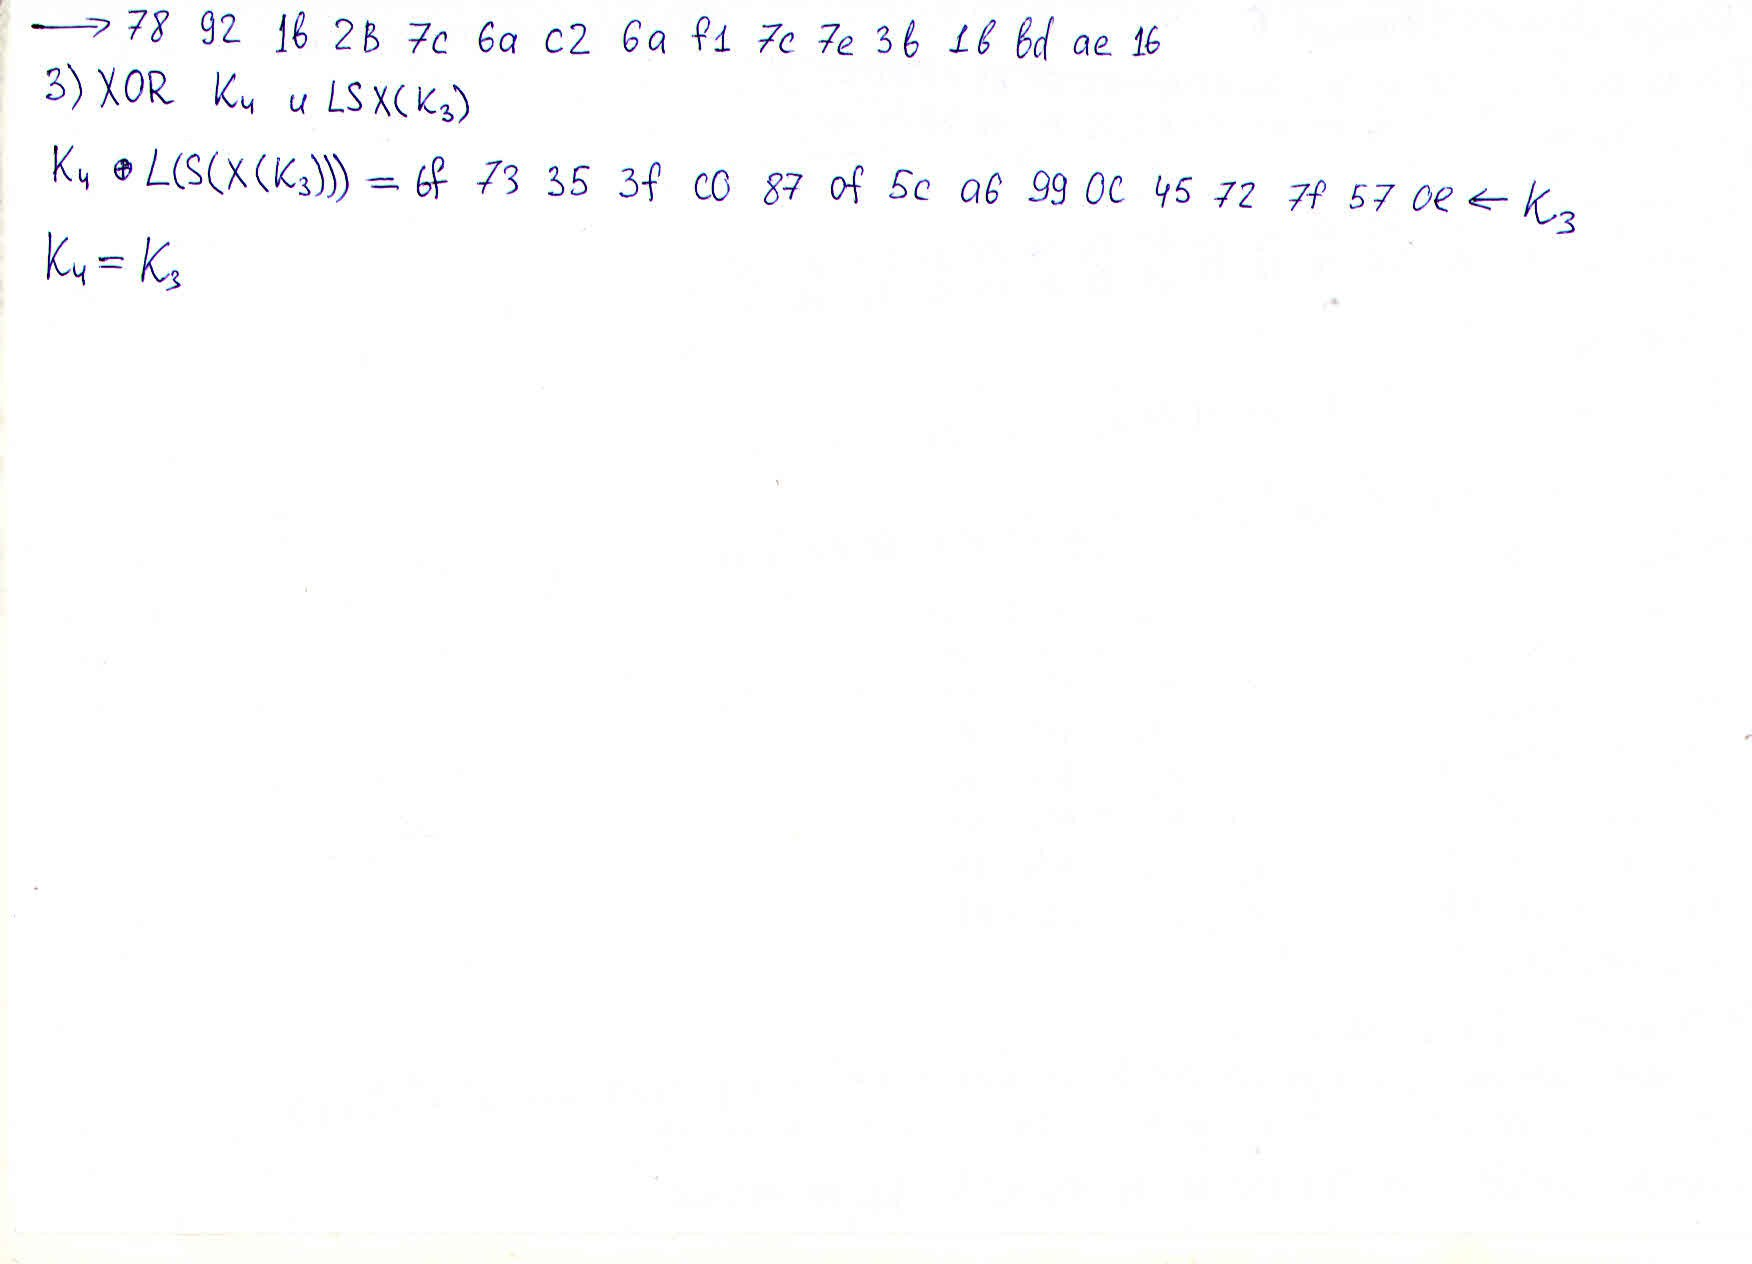 → 78 92 1b 2B 7c 6a c2 6a f1 7c 7e 3b 1b bd ae 16
3) XOR K₄ и LSX(K₃)
K₄ ⊕ L(S(X(K₃))) = 6f 73 35 3f c0 87 of 5c a6 99 0C 45 72 7f 57 0e ← K₃
K₄ = K₃